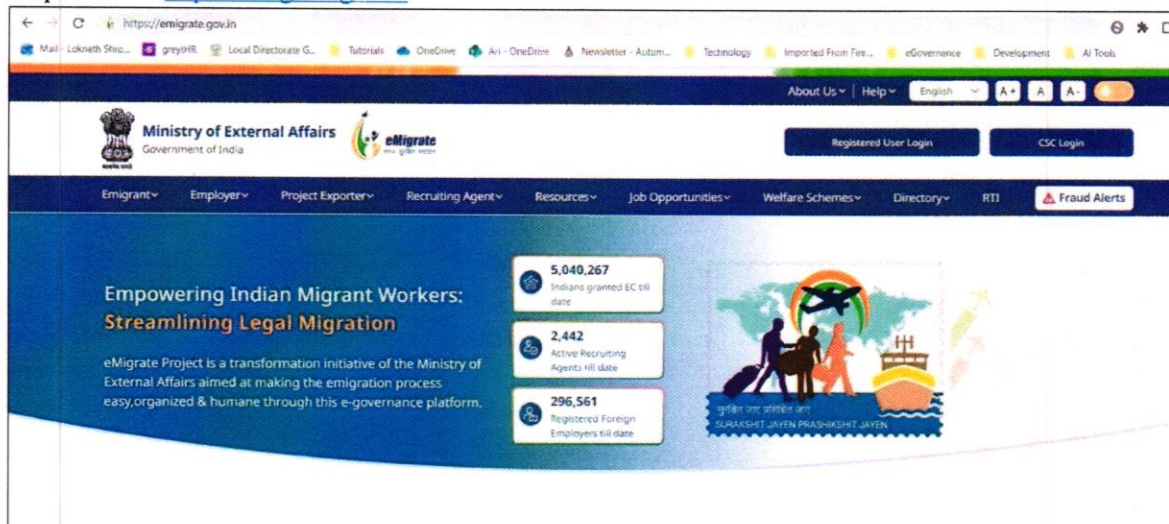 https://emigrate.gov.in
Mail - Lokneth Shro... greytHR Local Directorate G... Tutorials OneDrive Ari - OneDrive Newsletter - Autum... Technology Imported From Fire... eGovernance Development AI Tools
About Us | Help English A+ A A-
Ministry of External Affairs
Government of India
eMigrate
Registered User Login CSC Login
Emigrant Employer Project Exporter Recruiting Agent Resources Job Opportunities Welfare Schemes Directory RTI Fraud Alerts
Empowering Indian Migrant Workers:
Streamlining Legal Migration
eMigrate Project is a transformation initiative of the Ministry of
External Affairs aimed at making the emigration process
easy,organized & humane through this e-governance platform.
5,040,267
Indians granted EC till
date
2,442
Active Recruiting
Agents till date
296,561
Registered Foreign
Employers till date
सुरक्षित जाए प्रशिक्षित जाए
SURAKSHIT JAYEN PRASHIKSHIT JAYEN